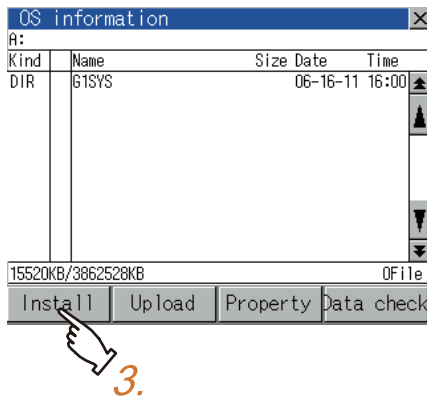 OS information
A:
Kind Name Size Date Time
DIR G1SYS 06-16-11 16:00
15520KB/3862528KB 0File
Install Upload Property Data check
3.